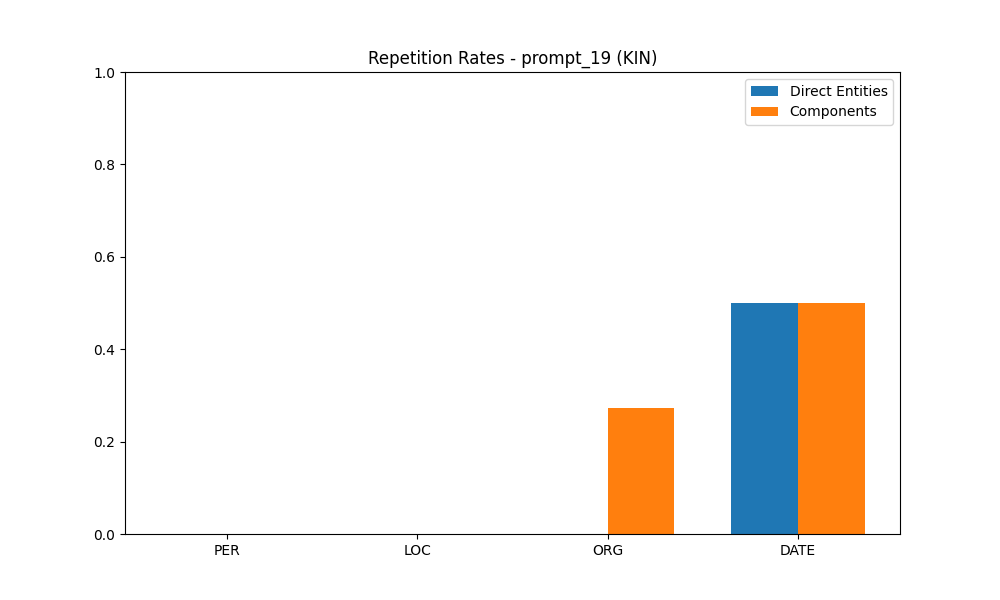 Repetition Rates - prompt_19 (KIN)
1.0
Direct Entities
Components
0.8
0.6
0.4
0.2
0.0
PER LOC ORG DATE